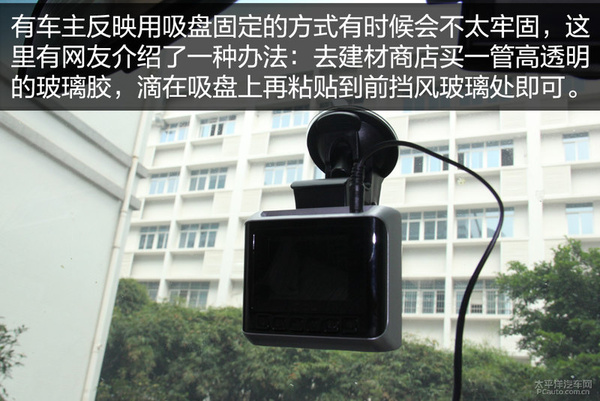 有车主反映用吸盘固定的方式有时候会不太牢固，这
里有网友介绍了一种办法：去建材商店买一管高透明
的玻璃胶，滴在吸盘上再粘贴到前挡风玻璃处即可。
太平洋汽车网
PCauto.com.cn